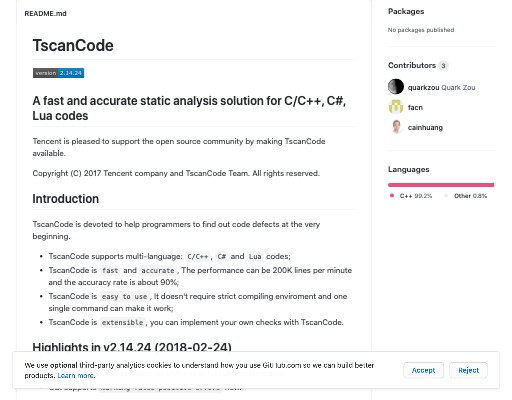 README.md
TscanCode
version 2.14.24
A fast and accurate static analysis solution for C/C++, C#,
Lua codes
Tencent is pleased to support the open source community by making TscanCode
available.
Copyright (C) 2017 Tencent company and TscanCode Team. All rights reserved.
Introduction
TscanCode is devoted to help programmers to find out code defects at the very
beginning.
• TscanCode supports multi-language: C/C++, C# and Lua codes;
• TscanCode is fast and accurate, The performance can be 200K lines per minute
and the accuracy rate is about 90%;
• TscanCode is easy to use, It doesn't require strict compiling enviroment and one
single command can make it work;
• TscanCode is extensible, you can implement your own checks with TscanCode.
Highlights in v2.14.24 (2018-02-24)
Packages
No packages published
Contributors 3
quarkzou Quark Zou
facn
cainhuang
Languages
C++ 99.2%
Other 0.8%
We use optional third-party analytics cookies to understand how you use GitHub.com so we can build better
products. Learn more.
Accept
Reject